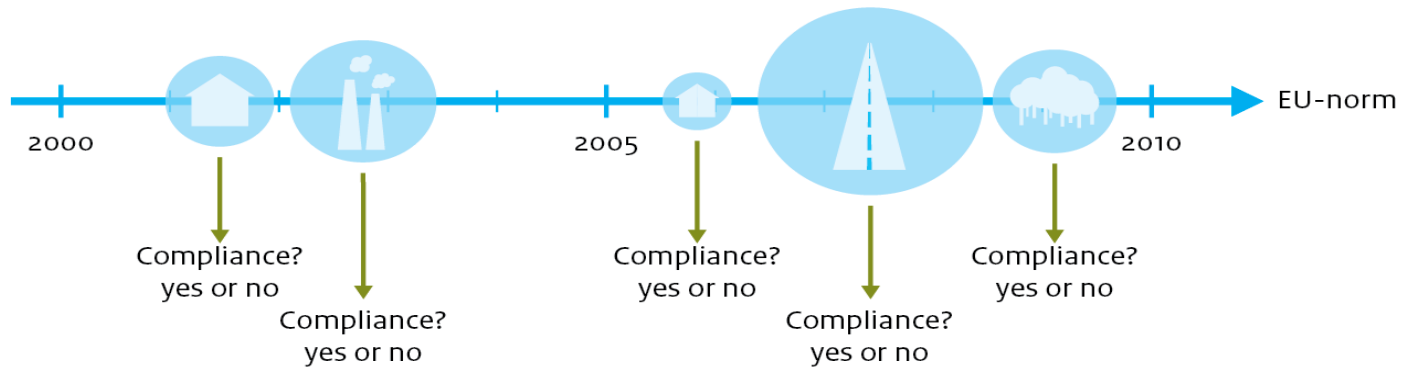 EU-norm
2000
2005
2010
Compliance?
yes or no
Compliance?
yes or no
Compliance?
yes or no
Compliance?
yes or no
Compliance?
yes or no